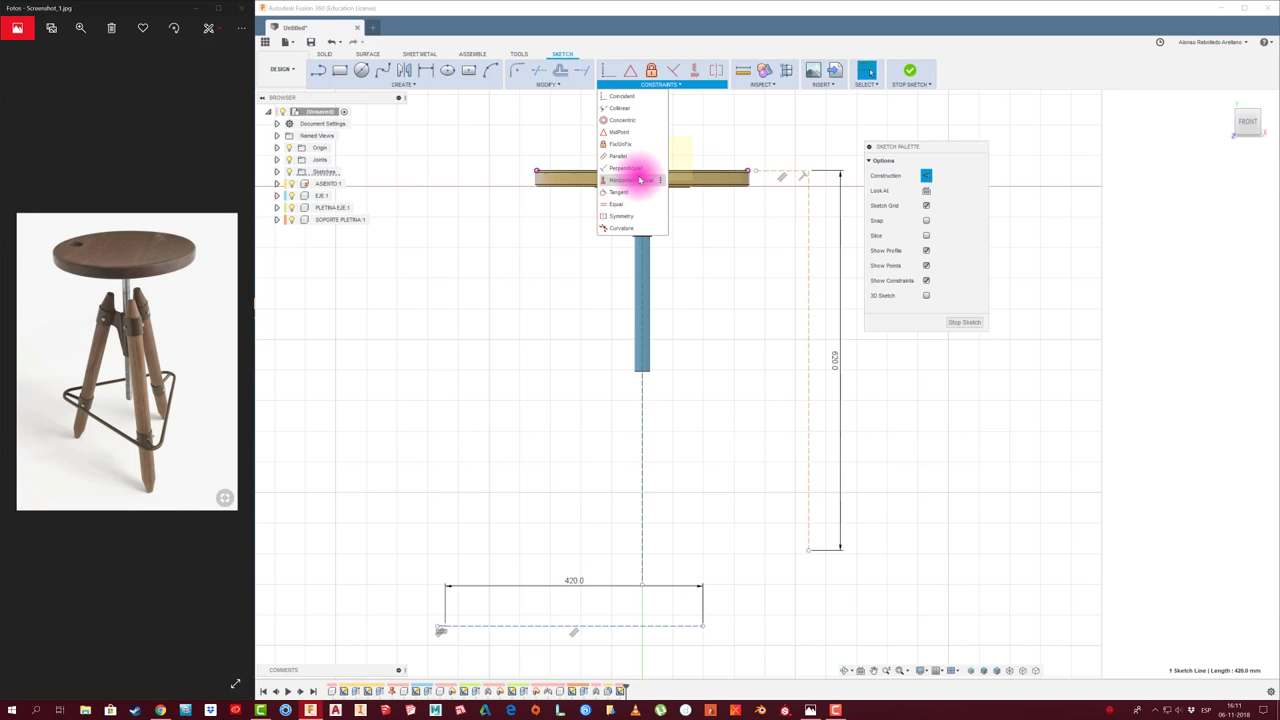 Fotos - Screenshot_1.jpg
Autodesk Fusion 360 (Education License)
Untitled*
Alonso Rebolledo Arellano
SOLID SURFACE SHEET METAL ASSEMBLE TOOLS SKETCH
DESIGN
CREATE MODIFY CONSTRAINTS INSPECT INSERT SELECT STOP SKETCH
BROWSER
(Unsaved)
Document Settings
Named Views
Origin
Joints
Sketches
ASIENTO:1
EJE:1
PLETINA EJE:1
SOPORTE PLETINA:1
Coincident
Collinear
Concentric
MidPoint
Fix/UnFix
Parallel
Perpendicular
Tangent
Equal
Symmetry
Curvature
FRONT
SKETCH PALETTE
Options
Construction
Look At
Sketch Grid
Snap
Slice
Show Profile
Show Points
Show Constraints
3D Sketch
Stop Sketch
620.0
420.0
COMMENTS
1 Sketch Line | Length : 420.0 mm
ESP
16:11
06-11-2018